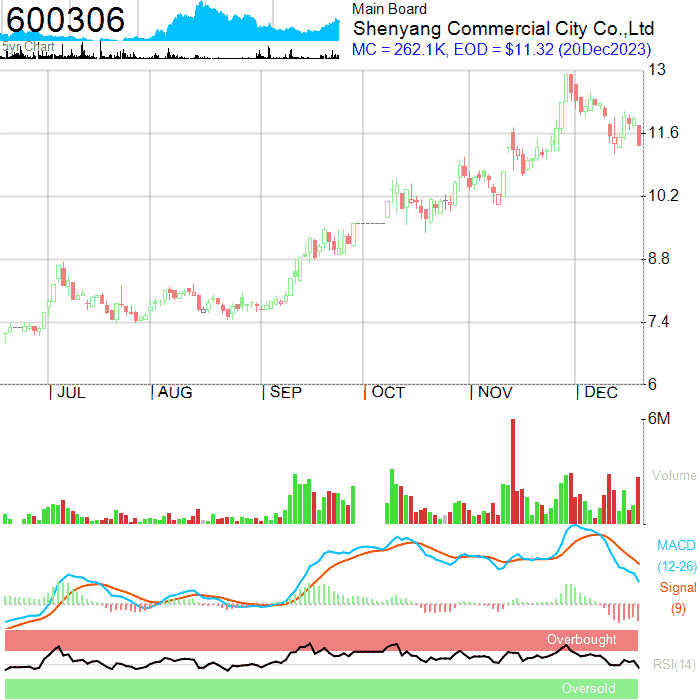 600306
5yr Chart
Main Board
Shenyang Commercial City Co.,Ltd
MC = 262.1K, EOD = $11.32 (20Dec2023)
13
11.6
10.2
8.8
7.4
6
JUL AUG SEP OCT NOV DEC
6M
Volume
MACD
(12-26)
Signal
(9)
Overbought
RSI(14)
Oversold